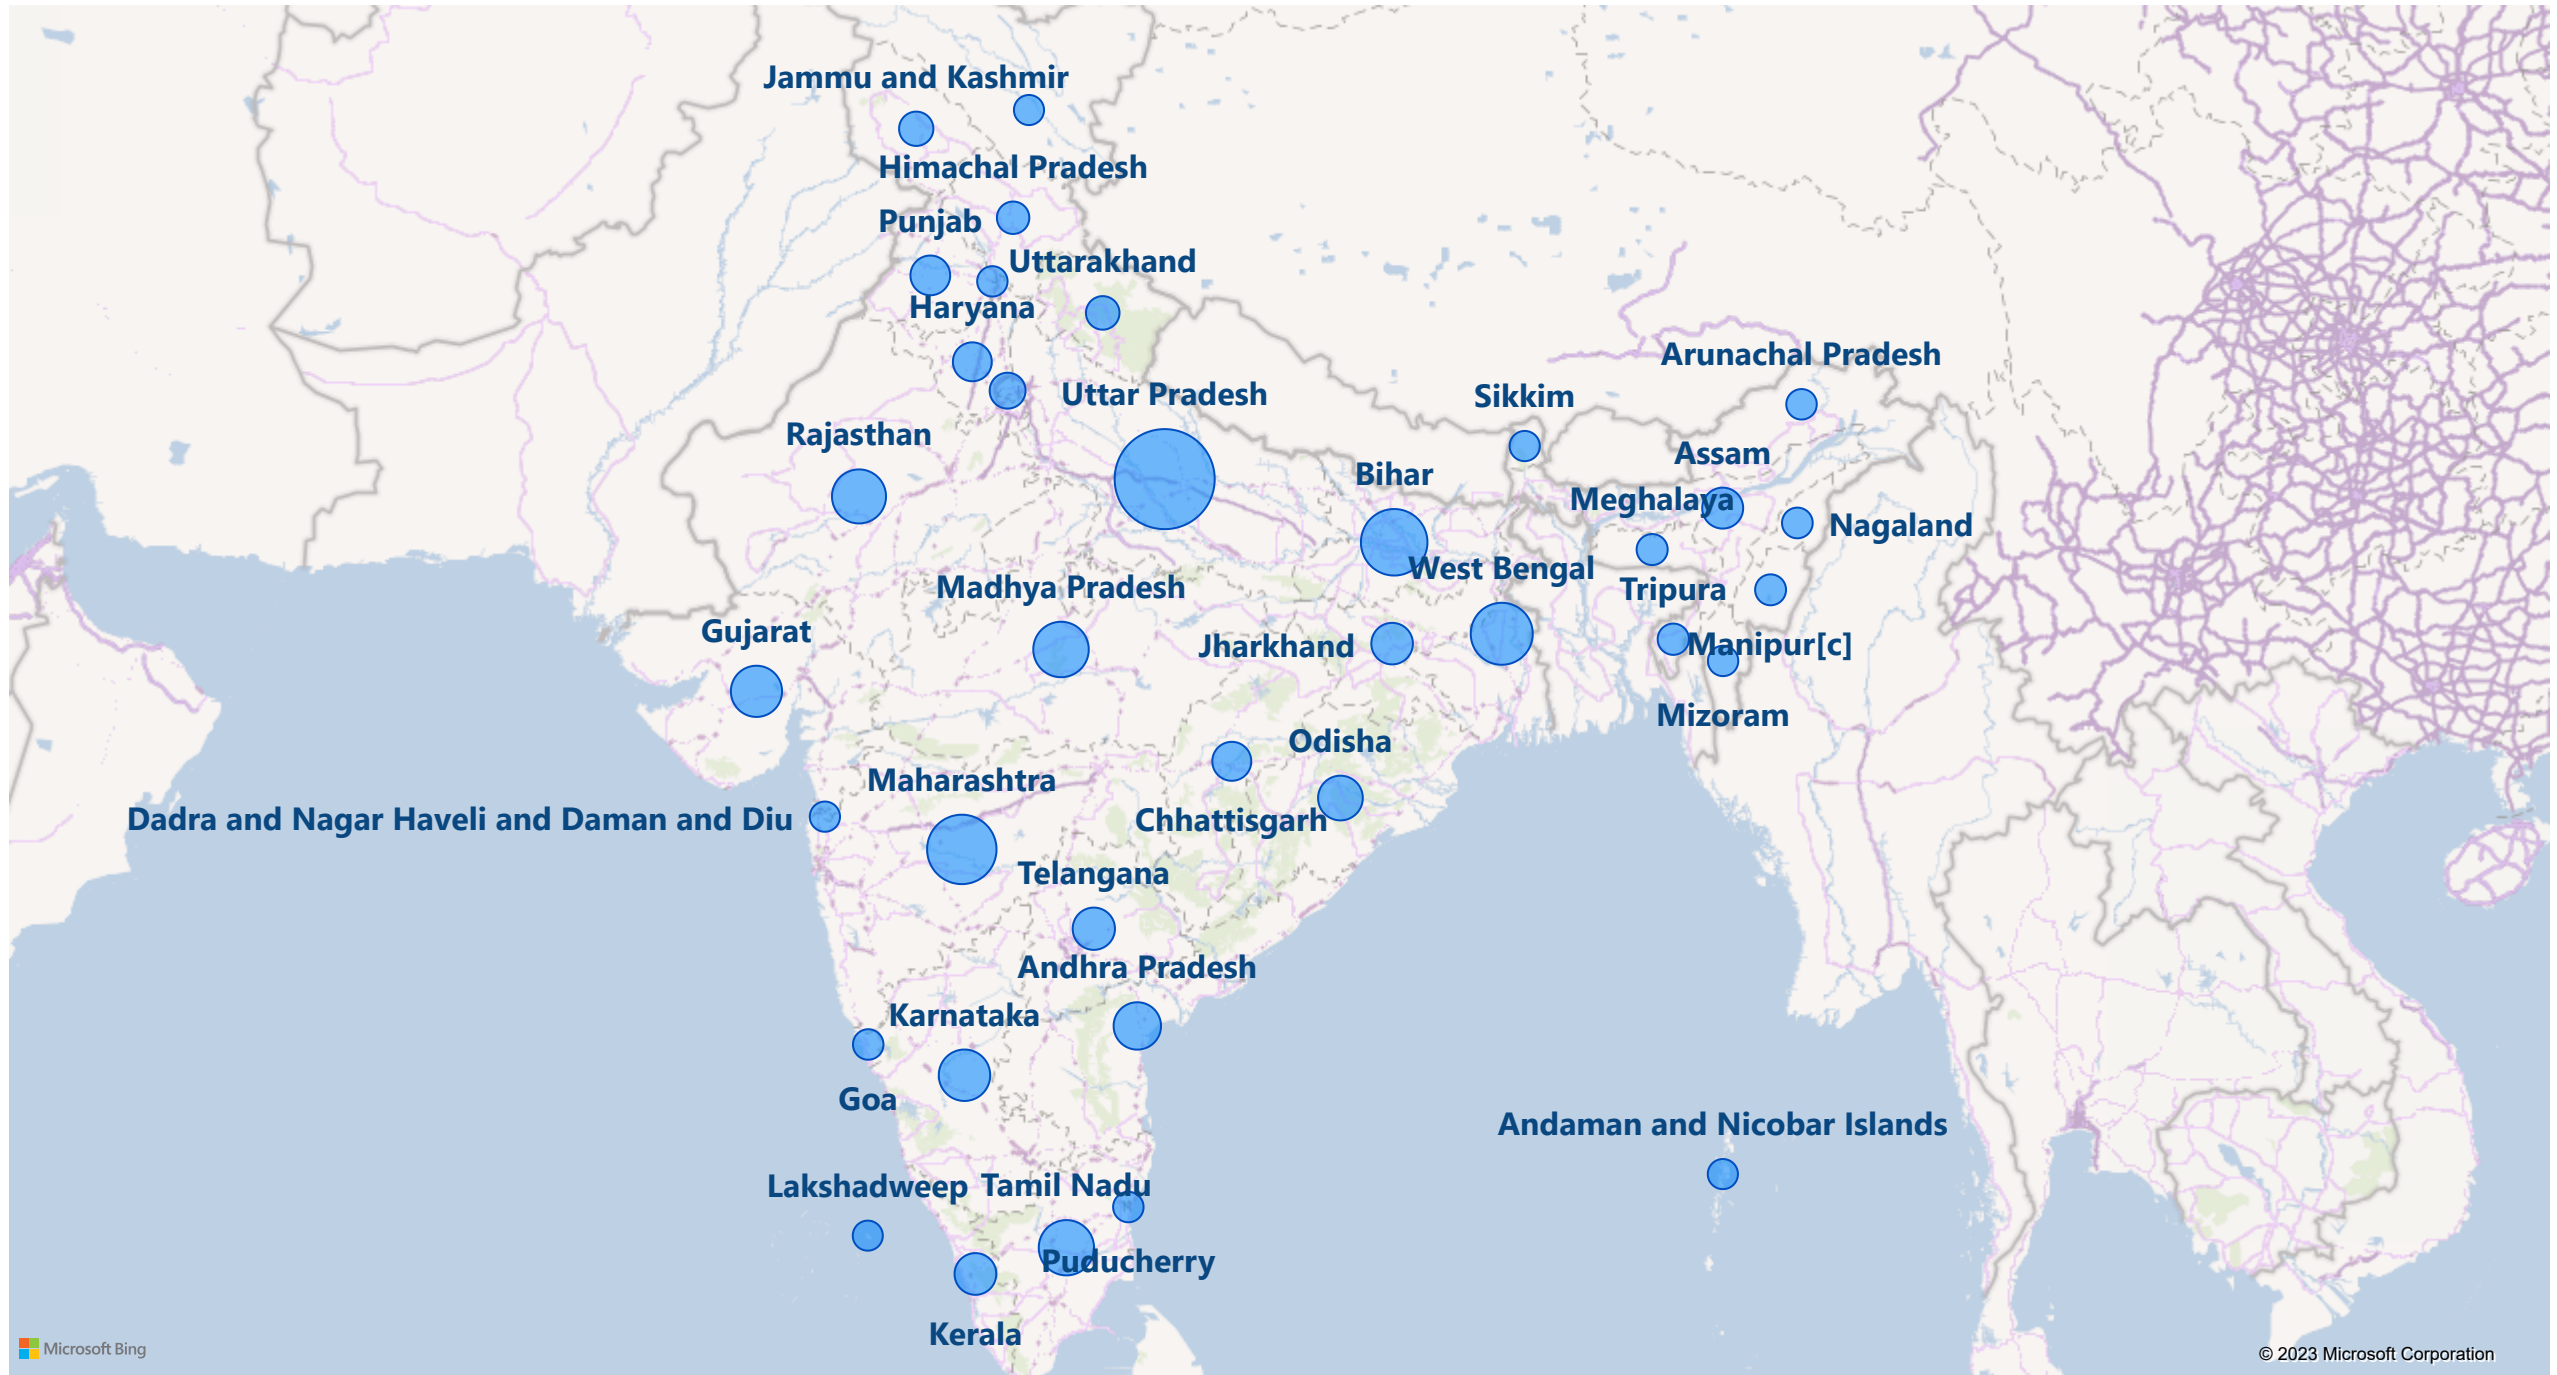 Jammu and Kashmir
Himachal Pradesh
Punjab
Uttarakhand
Haryana
Arunachal Pradesh
Uttar Pradesh
Sikkim
Rajasthan
Assam
Bihar
Meghalaya
Nagaland
West Bengal
Madhya Pradesh
Tripura
Gujarat
Jharkhand
Manipur[c]
Mizoram
Odisha
Maharashtra
Dadra and Nagar Haveli and Daman and Diu
Chhattisgarh
Telangana
Andhra Pradesh
Karnataka
Goa
Andaman and Nicobar Islands
Lakshadweep
Tamil Nadu
Puducherry
Kerala
Microsoft Bing
© 2023 Microsoft Corporation